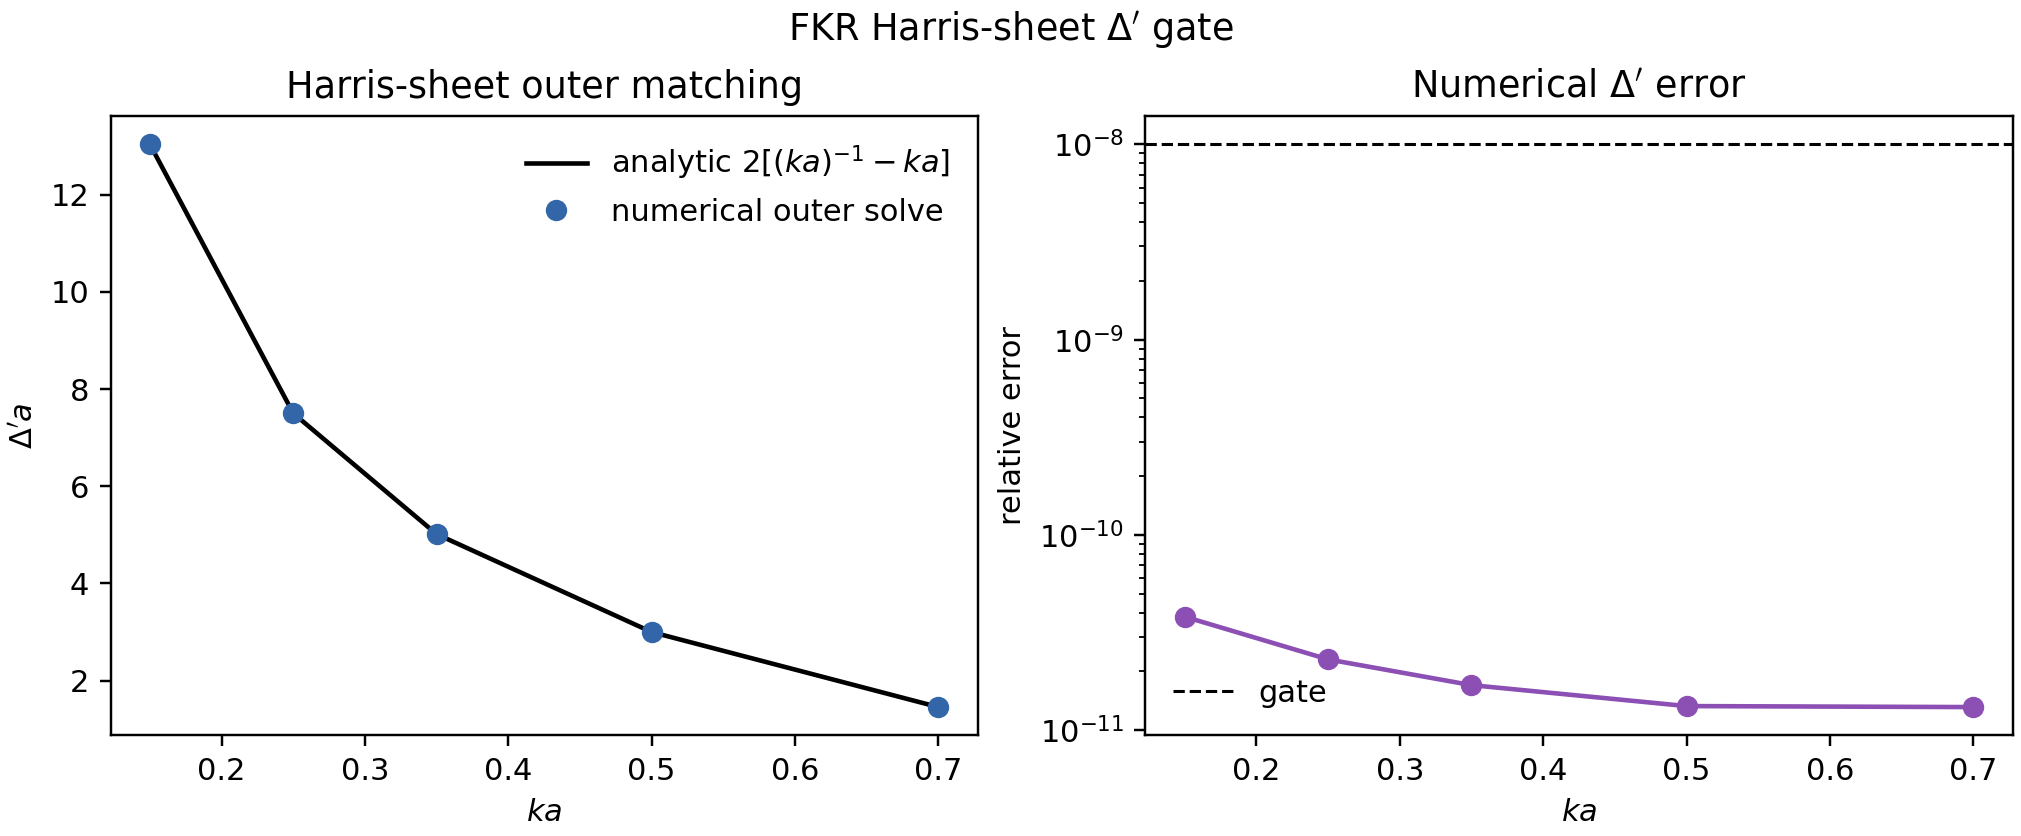 FKR Harris-sheet Δ′ gate
Harris-sheet outer matching
analytic 2[(ka)⁻¹ − ka]
numerical outer solve
Δ′a
12
10
8
6
4
2
0.2 0.3 0.4 0.5 0.6 0.7
ka
Numerical Δ′ error
relative error
10⁻⁸
10⁻⁹
10⁻¹⁰
10⁻¹¹
gate
0.2 0.3 0.4 0.5 0.6 0.7
ka